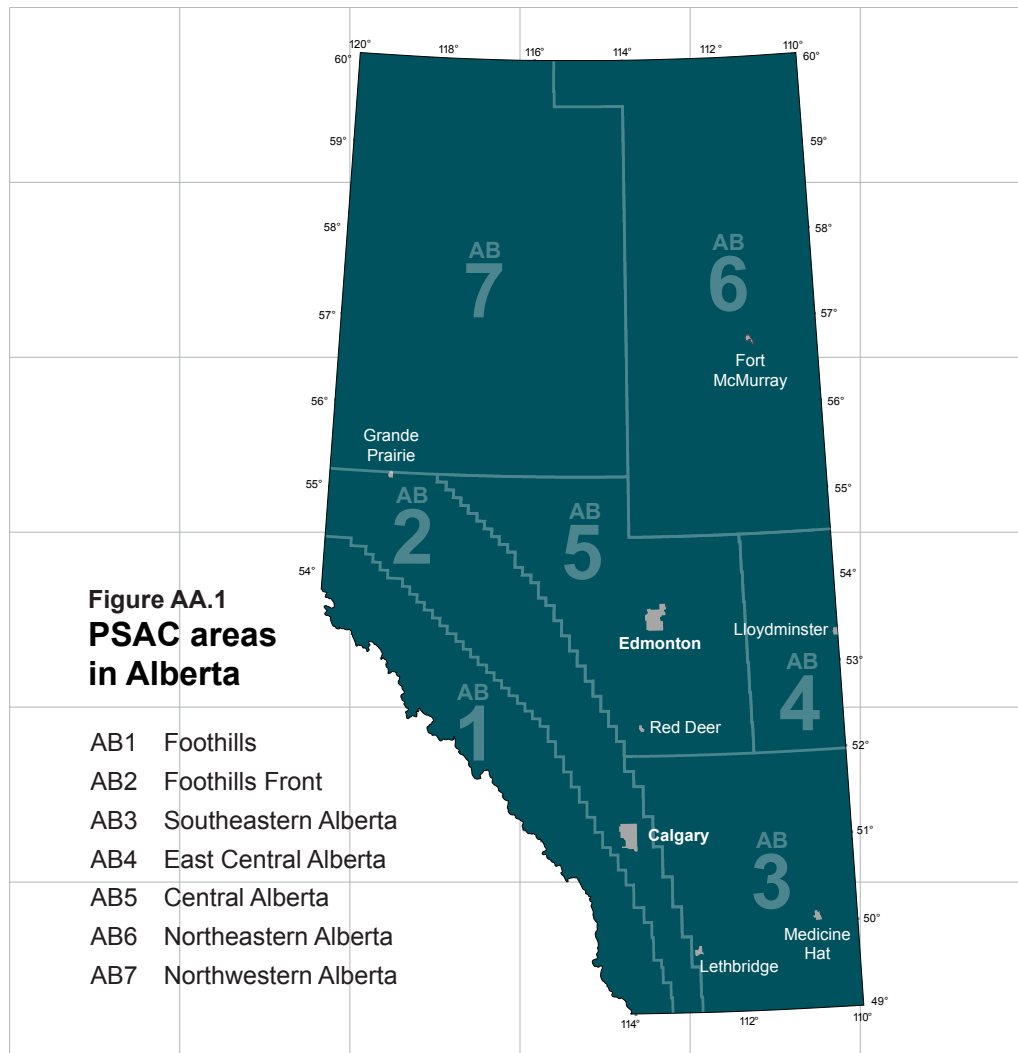 120°
118°
116°
114°
112°
110°
60°
60°
59°
59°
58°
58°
AB
7
AB
6
57°
57°
Fort
McMurray
56°
56°
Grande
Prairie
55°
55°
AB
2
AB
5
54°
54°
Figure AA.1
PSAC areas
in Alberta
Edmonton
Lloydminster
53°
AB
4
AB
1
Red Deer
52°
AB1 Foothills
AB2 Foothills Front
AB3 Southeastern Alberta
AB4 East Central Alberta
AB5 Central Alberta
AB6 Northeastern Alberta
AB7 Northwestern Alberta
Calgary
51°
AB
3
50°
Medicine
Hat
Lethbridge
49°
114°
112°
110°